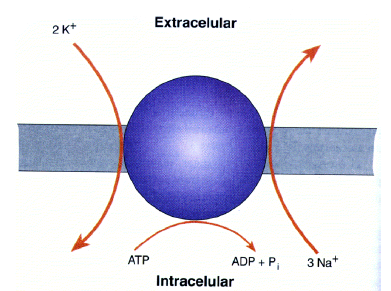 Extracelular
2 K⁺
ATP
ADP + Pᵢ
3 Na⁺
Intracelular